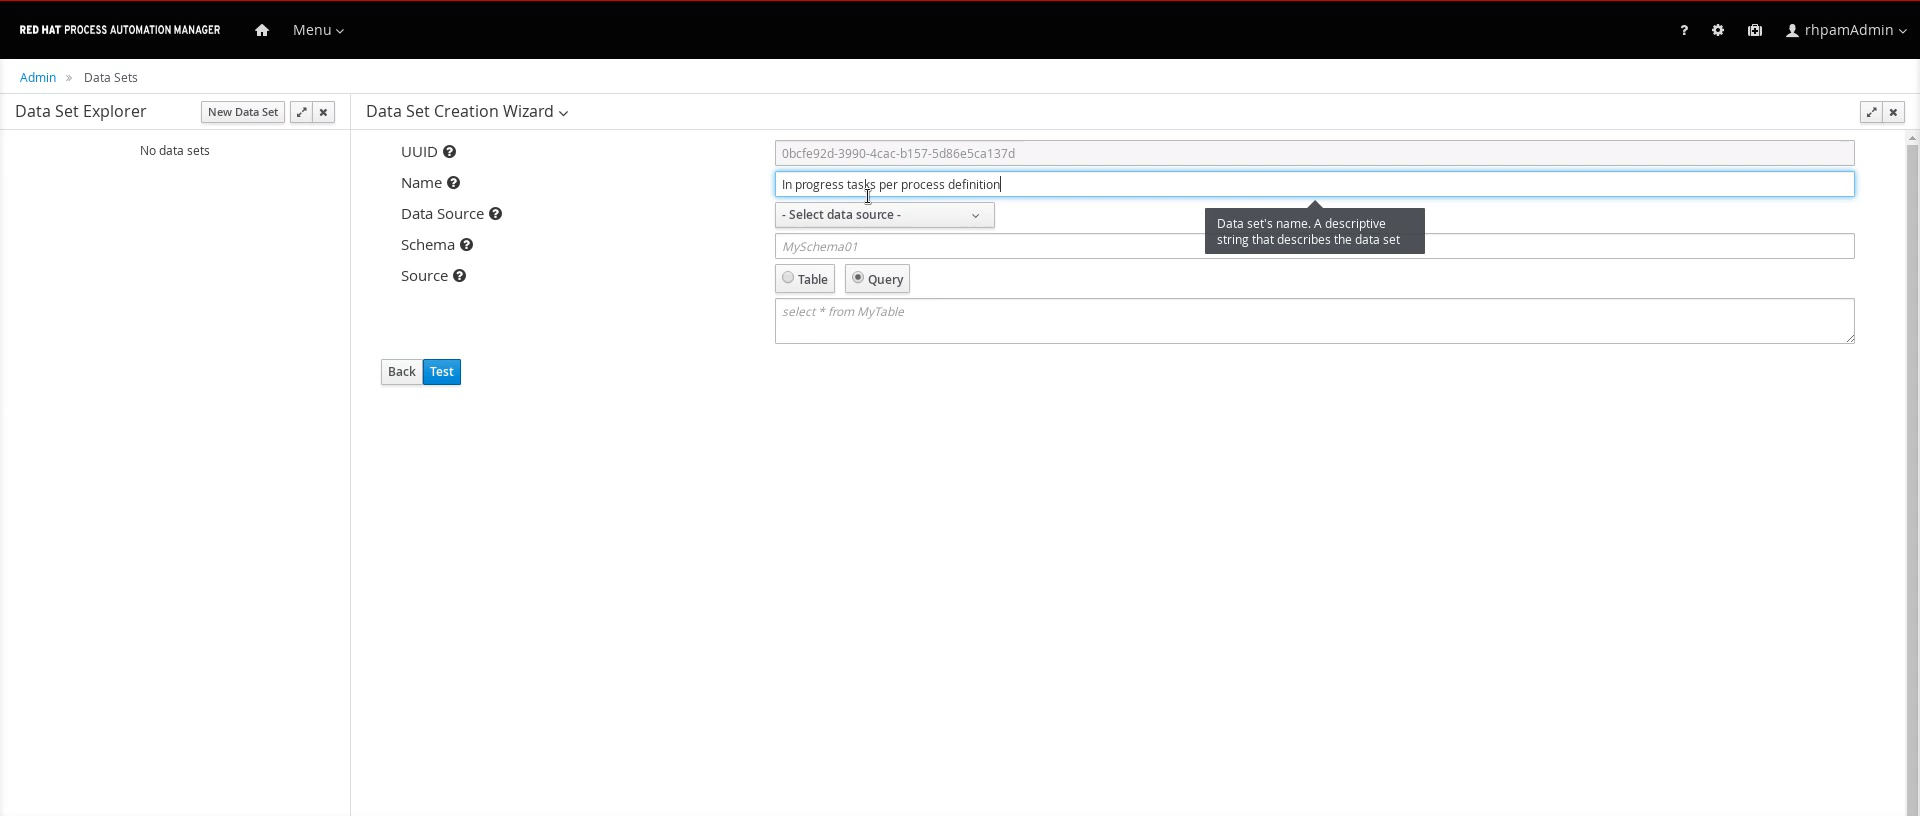 RED HAT PROCESS AUTOMATION MANAGER Menu ? rhpamAdmin
Admin » Data Sets
Data Set Explorer New Data Set Data Set Creation Wizard
No data sets
UUID 0bcfe92d-3990-4cac-b157-5d86e5ca137d
Name In progress tasks per process definition
Data Source - Select data source -
Data set's name. A descriptive
string that describes the data set
Schema MySchema01
Source Table Query
select * from MyTable
Back Test